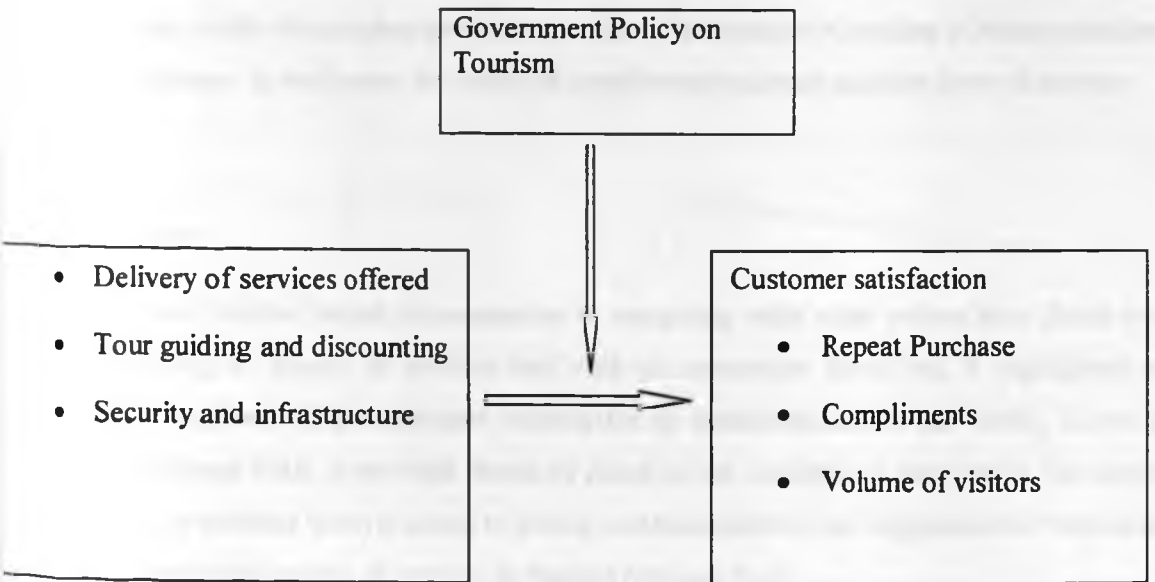 Government Policy on
Tourism
• Delivery of services offered
• Tour guiding and discounting
• Security and infrastructure
Customer satisfaction
• Repeat Purchase
• Compliments
• Volume of visitors